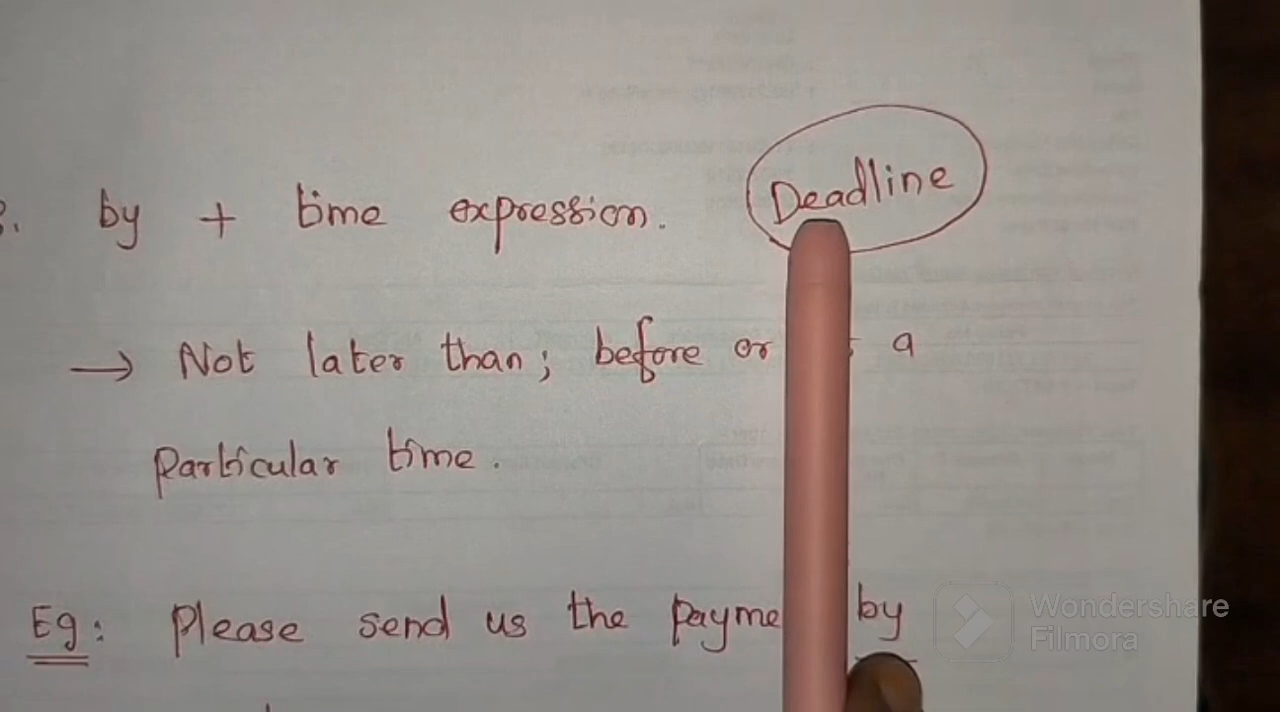 by + time expression. Deadline
→ Not later than; before or a
particular time.
Eg: Please send us the by
Wondershare
Filmora